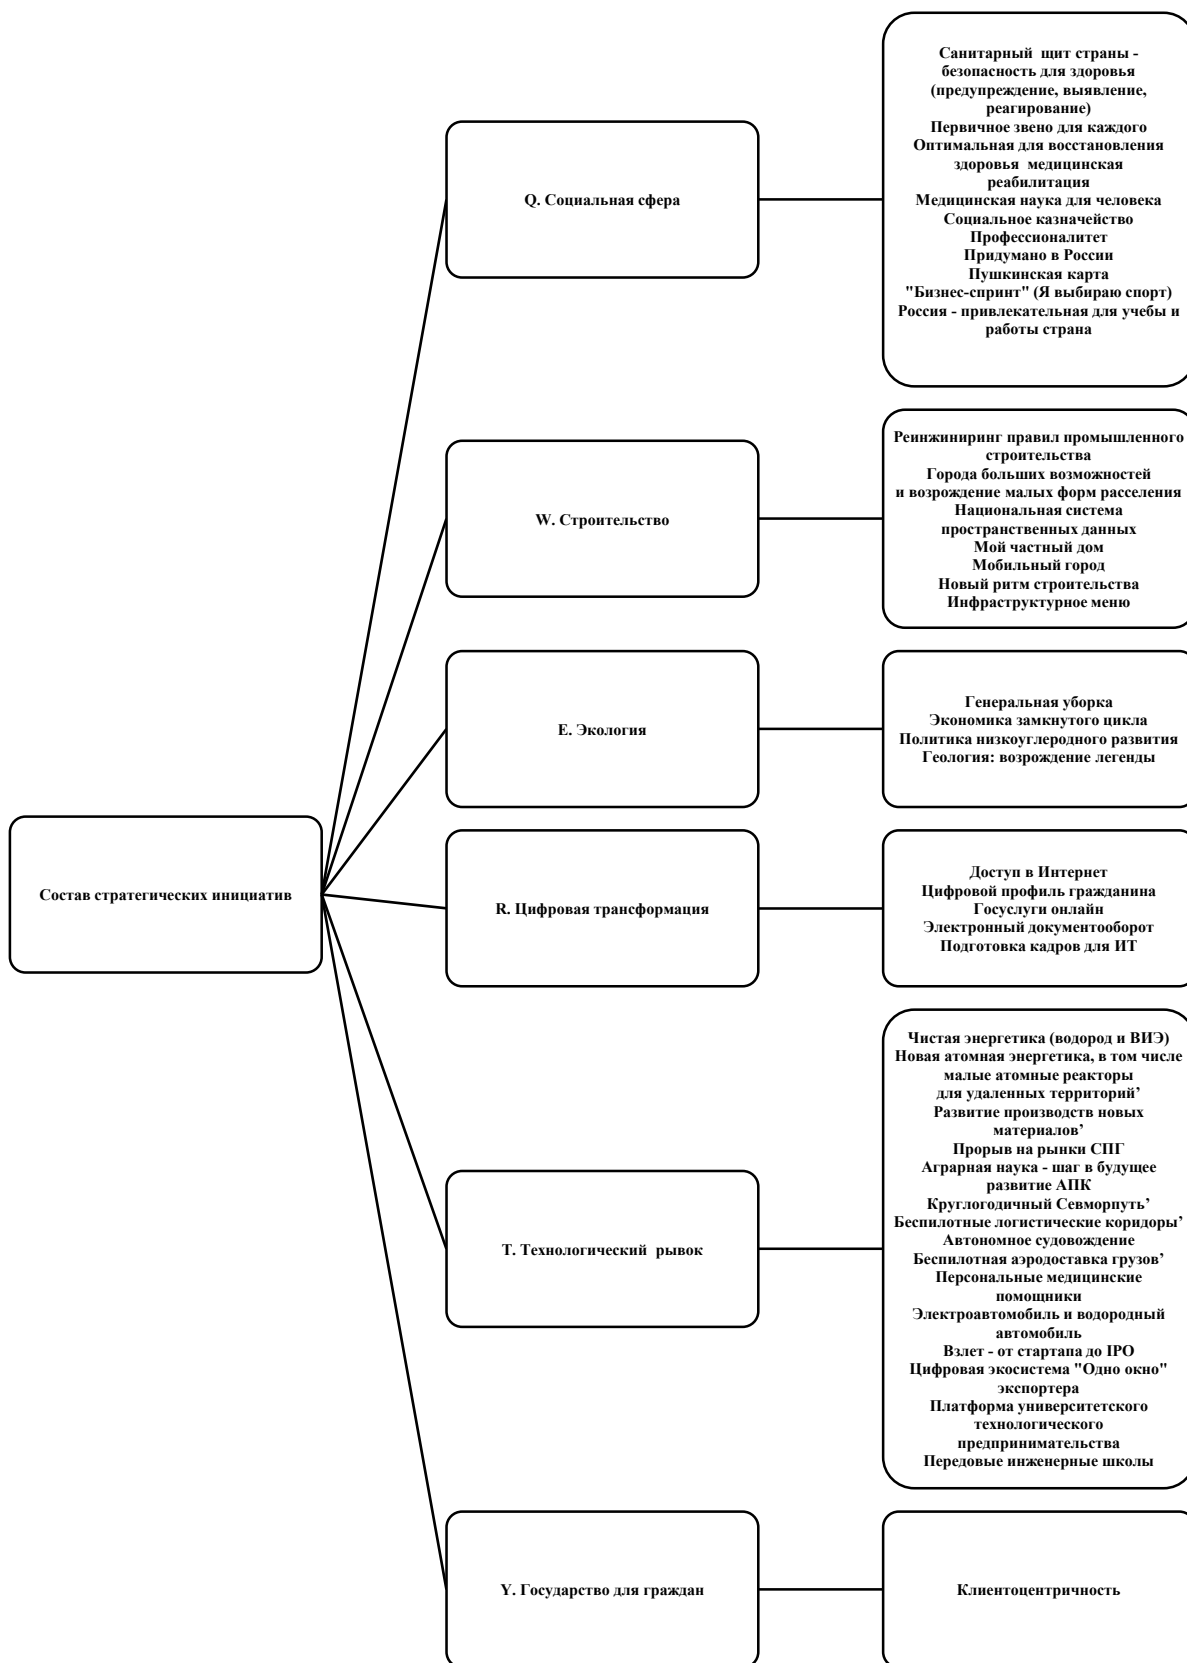 Состав стратегических инициатив
Q. Социальная сфера
Санитарный щит страны -
безопасность для здоровья
(предупреждение, выявление,
реагирование)
Первичное звено для каждого
Оптимальная для восстановления
здоровья медицинская
реабилитация
Медицинская наука для человека
Социальное казначейство
Профессионалитет
Придумано в России
Пушкинская карта
"Бизнес-спринт" (Я выбираю спорт)
Россия - привлекательная для учебы и
работы страна
W. Строительство
Реинжиниринг правил промышленного
строительства
Города больших возможностей
и возрождение малых форм расселения
Национальная система
пространственных данных
Мой частный дом
Мобильный город
Новый ритм строительства
Инфраструктурное меню
E. Экология
Генеральная уборка
Экономика замкнутого цикла
Политика низкоуглеродного развития
Геология: возрождение легенды
R. Цифровая трансформация
Доступ в Интернет
Цифровой профиль гражданина
Госуслуги онлайн
Электронный документооборот
Подготовка кадров для ИТ
T. Технологический рывок
Чистая энергетика (водород и ВИЭ)
Новая атомная энергетика, в том числе
малые атомные реакторы
для удаленных территорий’
Развитие производств новых
материалов’
Прорыв на рынки СПГ
Аграрная наука - шаг в будущее
развитие АПК
Круглогодичный Севморпуть’
Беспилотные логистические коридоры’
Автономное судовождение
Беспилотная аэродоставка грузов’
Персональные медицинские
помощники
Электроавтомобиль и водородный
автомобиль
Взлет - от стартапа до IPO
Цифровая экосистема "Одно окно"
экспортера
Платформа университетского
технологического
предпринимательства
Передовые инженерные школы
Y. Государство для граждан
Клиентоцентричность